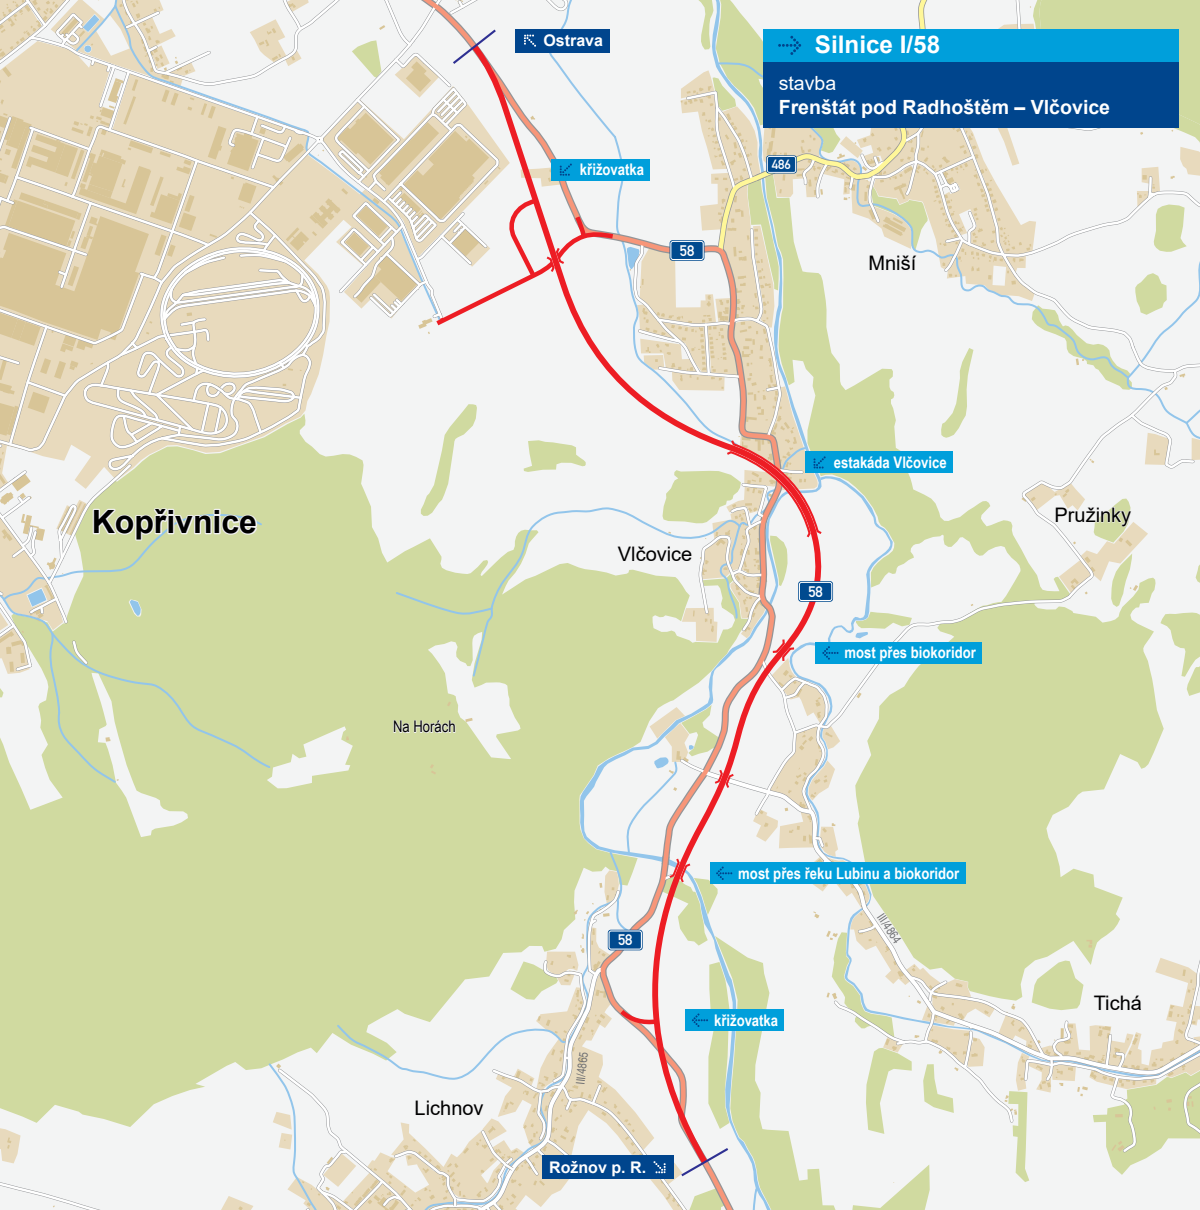 Ostrava
Silnice I/58
stavba
Frenštát pod Radhoštěm – Vlčovice
křižovatka
486
58
Mniší
estakáda Vlčovice
Kopřivnice
Pružinky
Vlčovice
58
most přes biokoridor
Na Horách
most přes řeku Lubinu a biokoridor
III/4864
58
Tichá
křižovatka
III/4865
Lichnov
Rožnov p. R.